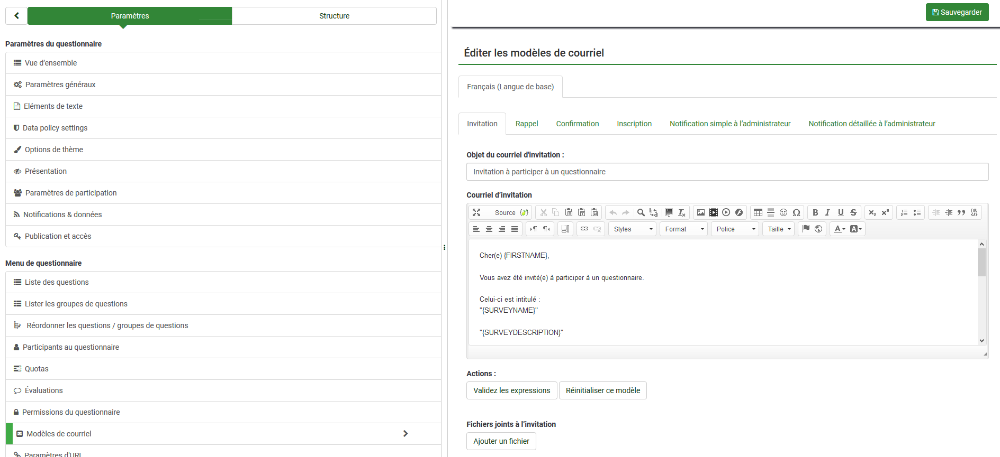 Paramètres
Structure
Paramètres du questionnaire
Vue d’ensemble
Paramètres généraux
Eléments de texte
Data policy settings
Options de thème
Présentation
Paramètres de participation
Notifications & données
Publication et accès
Menu de questionnaire
Liste des questions
Lister les groupes de questions
Réordonner les questions / groupes de questions
Participants au questionnaire
Quotas
Évaluations
Permissions du questionnaire
Modèles de courriel
Paramètres d'URL
Sauvegarder
Éditer les modèles de courriel
Français (Langue de base)
Invitation Rappel Confirmation Inscription Notification simple à l’administrateur Notification détaillée à l’administrateur
Objet du courriel d'invitation :
Invitation à participer à un questionnaire
Courriel d’invitation
Source
Styles Format Police Taille
Cher(e) {FIRSTNAME},
Vous avez été invité(e) à participer à un questionnaire.
Celui-ci est intitulé :
"{SURVEYNAME}"
"{SURVEYDESCRIPTION}"
Actions :
Validez les expressions Réinitialiser ce modèle
Fichiers joints à l’invitation
Ajouter un fichier